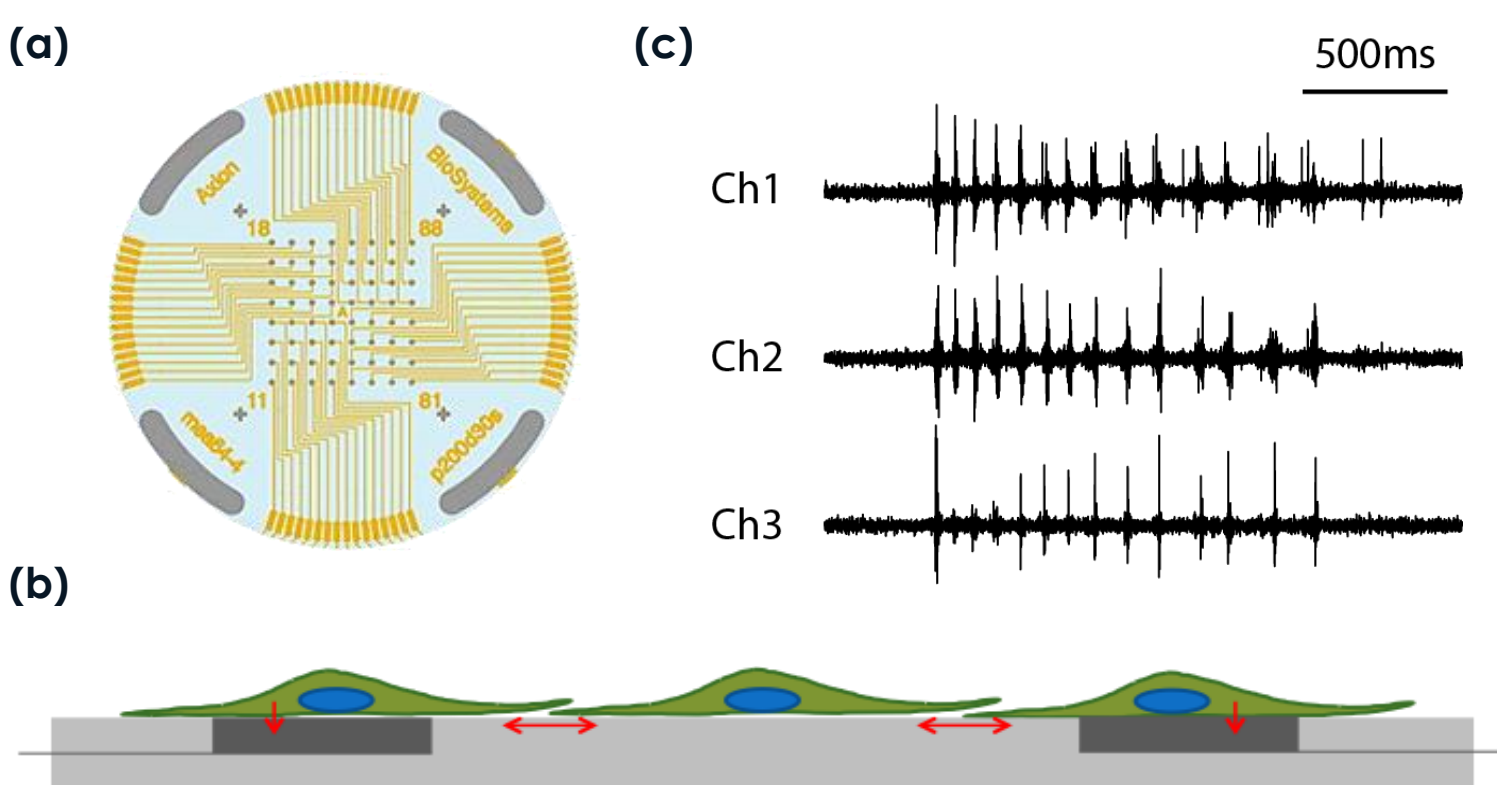 (a)
Axion
BioSystems
18
88
A
11
81
mea64-4
p200d30s
(c)
500ms
Ch1
Ch2
Ch3
(b)